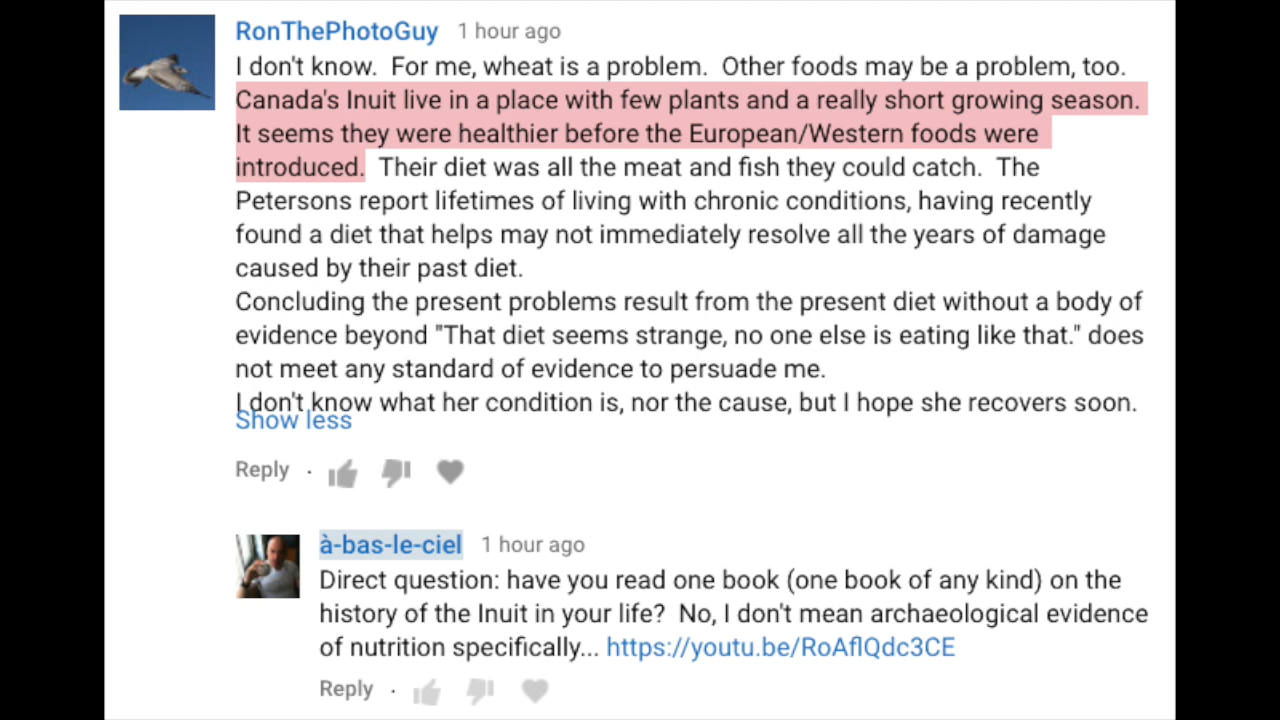 RonThePhotoGuy 1 hour ago
I don't know.  For me, wheat is a problem.  Other foods may be a problem, too.
Canada's Inuit live in a place with few plants and a really short growing season.
It seems they were healthier before the European/Western foods were
introduced.  Their diet was all the meat and fish they could catch.  The
Petersons report lifetimes of living with chronic conditions, having recently
found a diet that helps may not immediately resolve all the years of damage
caused by their past diet.
Concluding the present problems result from the present diet without a body of
evidence beyond "That diet seems strange, no one else is eating like that." does
not meet any standard of evidence to persuade me.
I don't know what her condition is, nor the cause, but I hope she recovers soon.
Show less
Reply ·
à-bas-le-ciel 1 hour ago
Direct question: have you read one book (one book of any kind) on the
history of the Inuit in your life?  No, I don't mean archaeological evidence
of nutrition specifically... https://youtu.be/RoAflQdc3CE
Reply ·